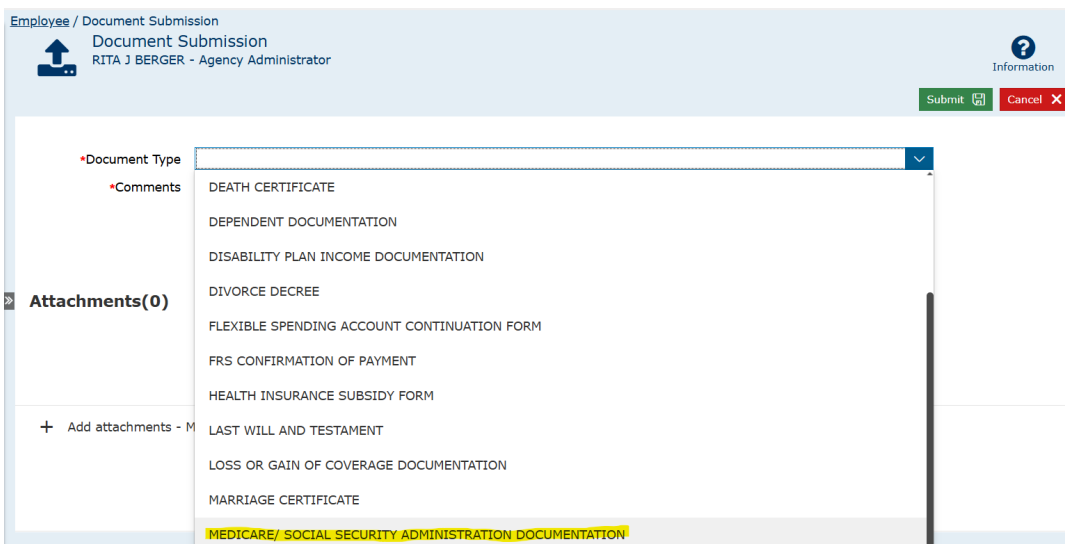 Employee / Document Submission
Document Submission
RITA J BERGER - Agency Administrator
Information
Submit
Cancel
*Document Type
*Comments
DEATH CERTIFICATE
DEPENDENT DOCUMENTATION
DISABILITY PLAN INCOME DOCUMENTATION
DIVORCE DECREE
Attachments(0)
FLEXIBLE SPENDING ACCOUNT CONTINUATION FORM
FRS CONFIRMATION OF PAYMENT
HEALTH INSURANCE SUBSIDY FORM
+ Add attachments - M
LAST WILL AND TESTAMENT
LOSS OR GAIN OF COVERAGE DOCUMENTATION
MARRIAGE CERTIFICATE
MEDICARE/ SOCIAL SECURITY ADMINISTRATION DOCUMENTATION